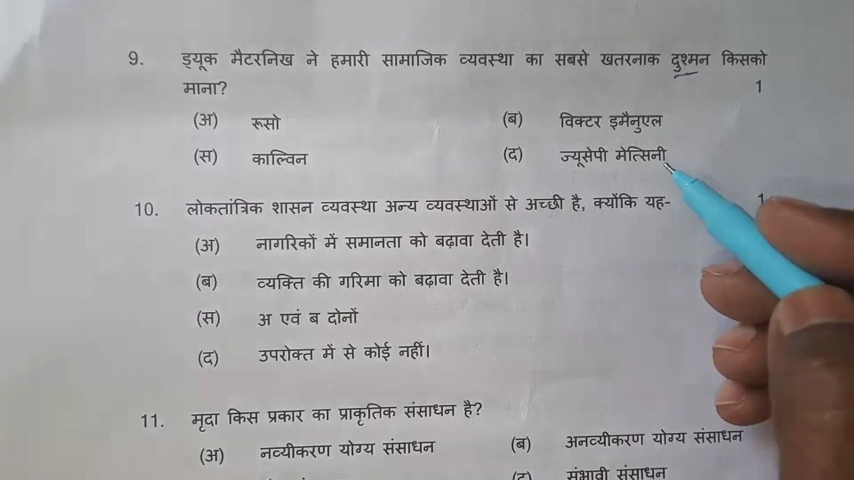 9. ड्यूक मैटरनिख ने हमारी सामाजिक व्यवस्था का सबसे खतरनाक दुश्मन किसको
माना? 1
(अ) रूसो (ब) विक्टर इमैनुएल
(स) काल्विन (द) ज्यूसेपी मेत्सिनी
10. लोकतांत्रिक शासन व्यवस्था अन्य व्यवस्थाओं से अच्छी है, क्योंकि यह- 1
(अ) नागरिकों में समानता को बढ़ावा देती है।
(ब) व्यक्ति की गरिमा को बढ़ावा देती है।
(स) अ एवं ब दोनों
(द) उपरोक्त में से कोई नहीं।
11. मृदा किस प्रकार का प्राकृतिक संसाधन है?
(अ) नव्यीकरण योग्य संसाधन (ब) अनव्यीकरण योग्य संसाधन
(द) संभावी संसाधन